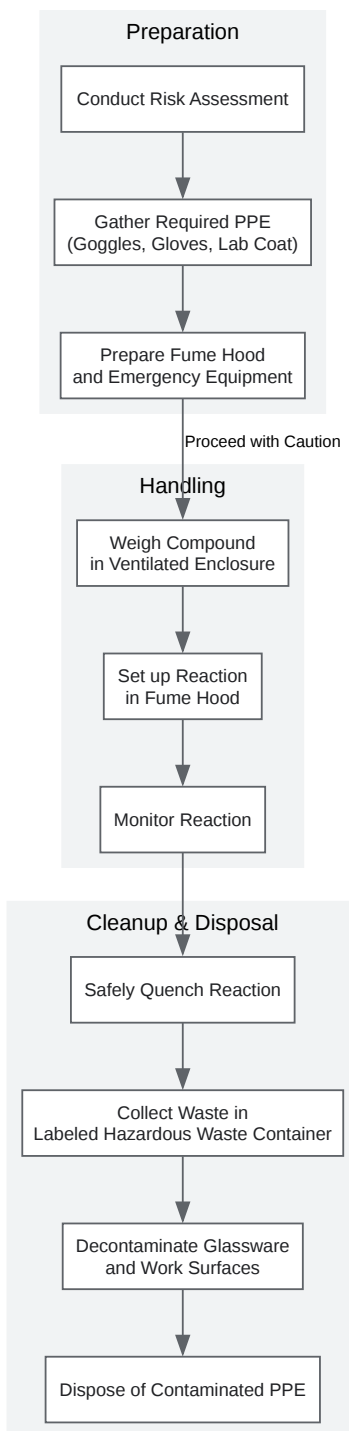 Preparation
Conduct Risk Assessment
Gather Required PPE
(Goggles, Gloves, Lab Coat)
Prepare Fume Hood
and Emergency Equipment
Proceed with Caution
Handling
Weigh Compound
in Ventilated Enclosure
Set up Reaction
in Fume Hood
Monitor Reaction
Cleanup & Disposal
Safely Quench Reaction
Collect Waste in
Labeled Hazardous Waste Container
Decontaminate Glassware
and Work Surfaces
Dispose of Contaminated PPE